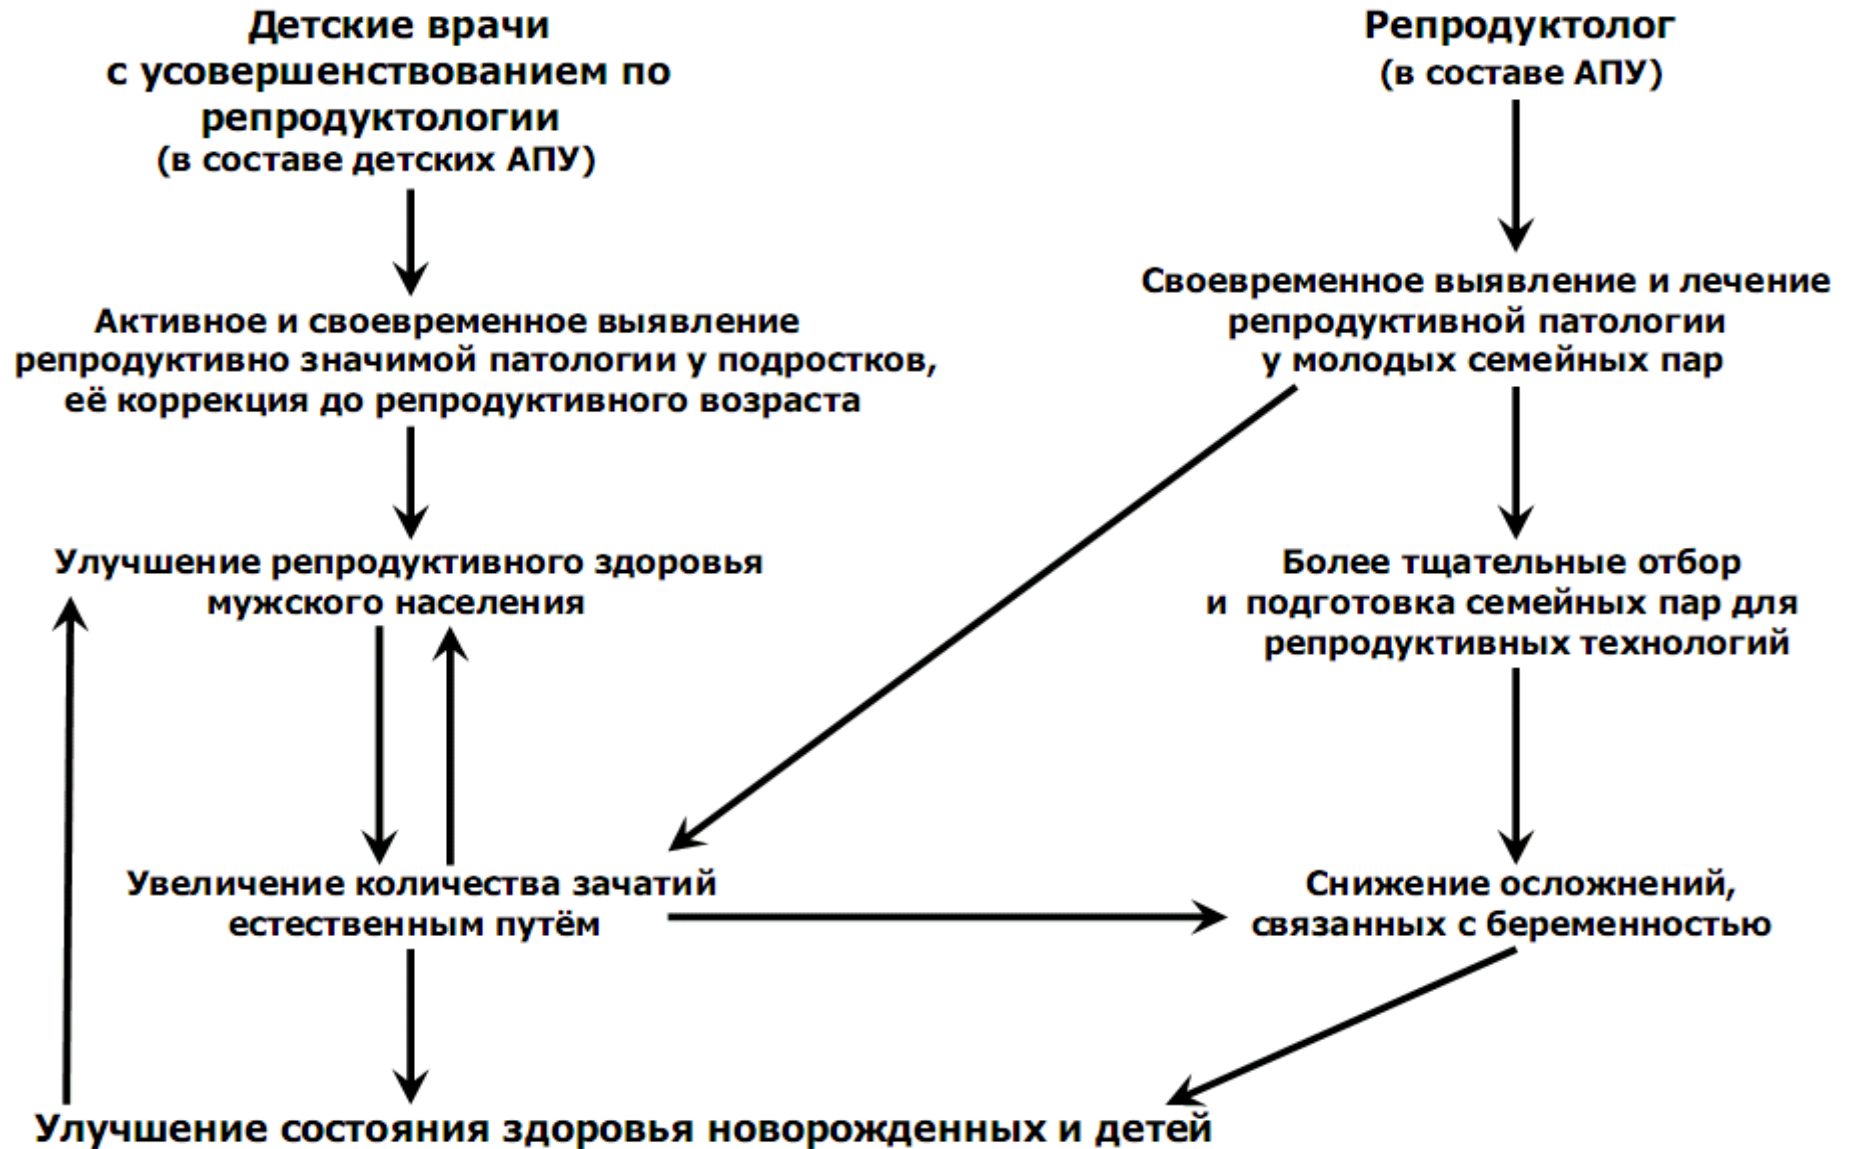 Детские врачи
с усовершенствованием по
репродуктологии
(в составе детских АПУ)
Репродуктолог
(в составе АПУ)
Активное и своевременное выявление
репродуктивно значимой патологии у подростков,
её коррекция до репродуктивного возраста
Своевременное выявление и лечение
репродуктивной патологии
у молодых семейных пар
Улучшение репродуктивного здоровья
мужского населения
Более тщательные отбор
и подготовка семейных пар для
репродуктивных технологий
Увеличение количества зачатий
естественным путём
Снижение осложнений,
связанных с беременностью
Улучшение состояния здоровья новорожденных и детей